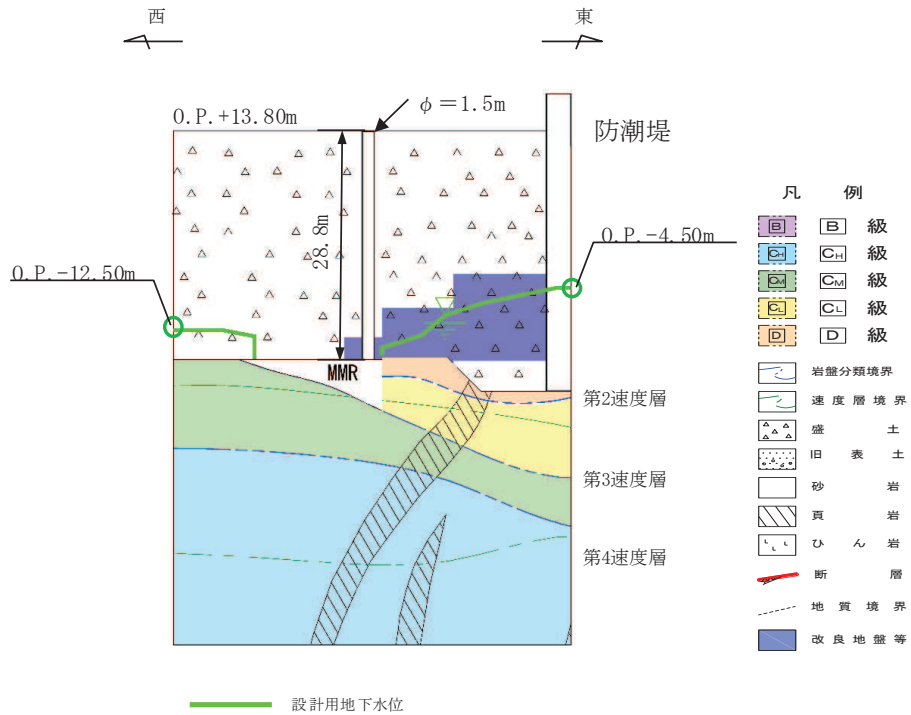 西
東
O.P.+13.80m
φ=1.5m
防潮堤
28.8m
O.P.-12.50m
O.P.-4.50m
MMR
第2速度層
第3速度層
第4速度層
凡 例
B B 級
CH CH 級
CM CM 級
CL CL 級
D D 級
岩盤分類境界
速度層境界
盛土
旧表土
砂岩
頁岩
ひん岩
断層
地質境界
改良地盤等
設計用地下水位